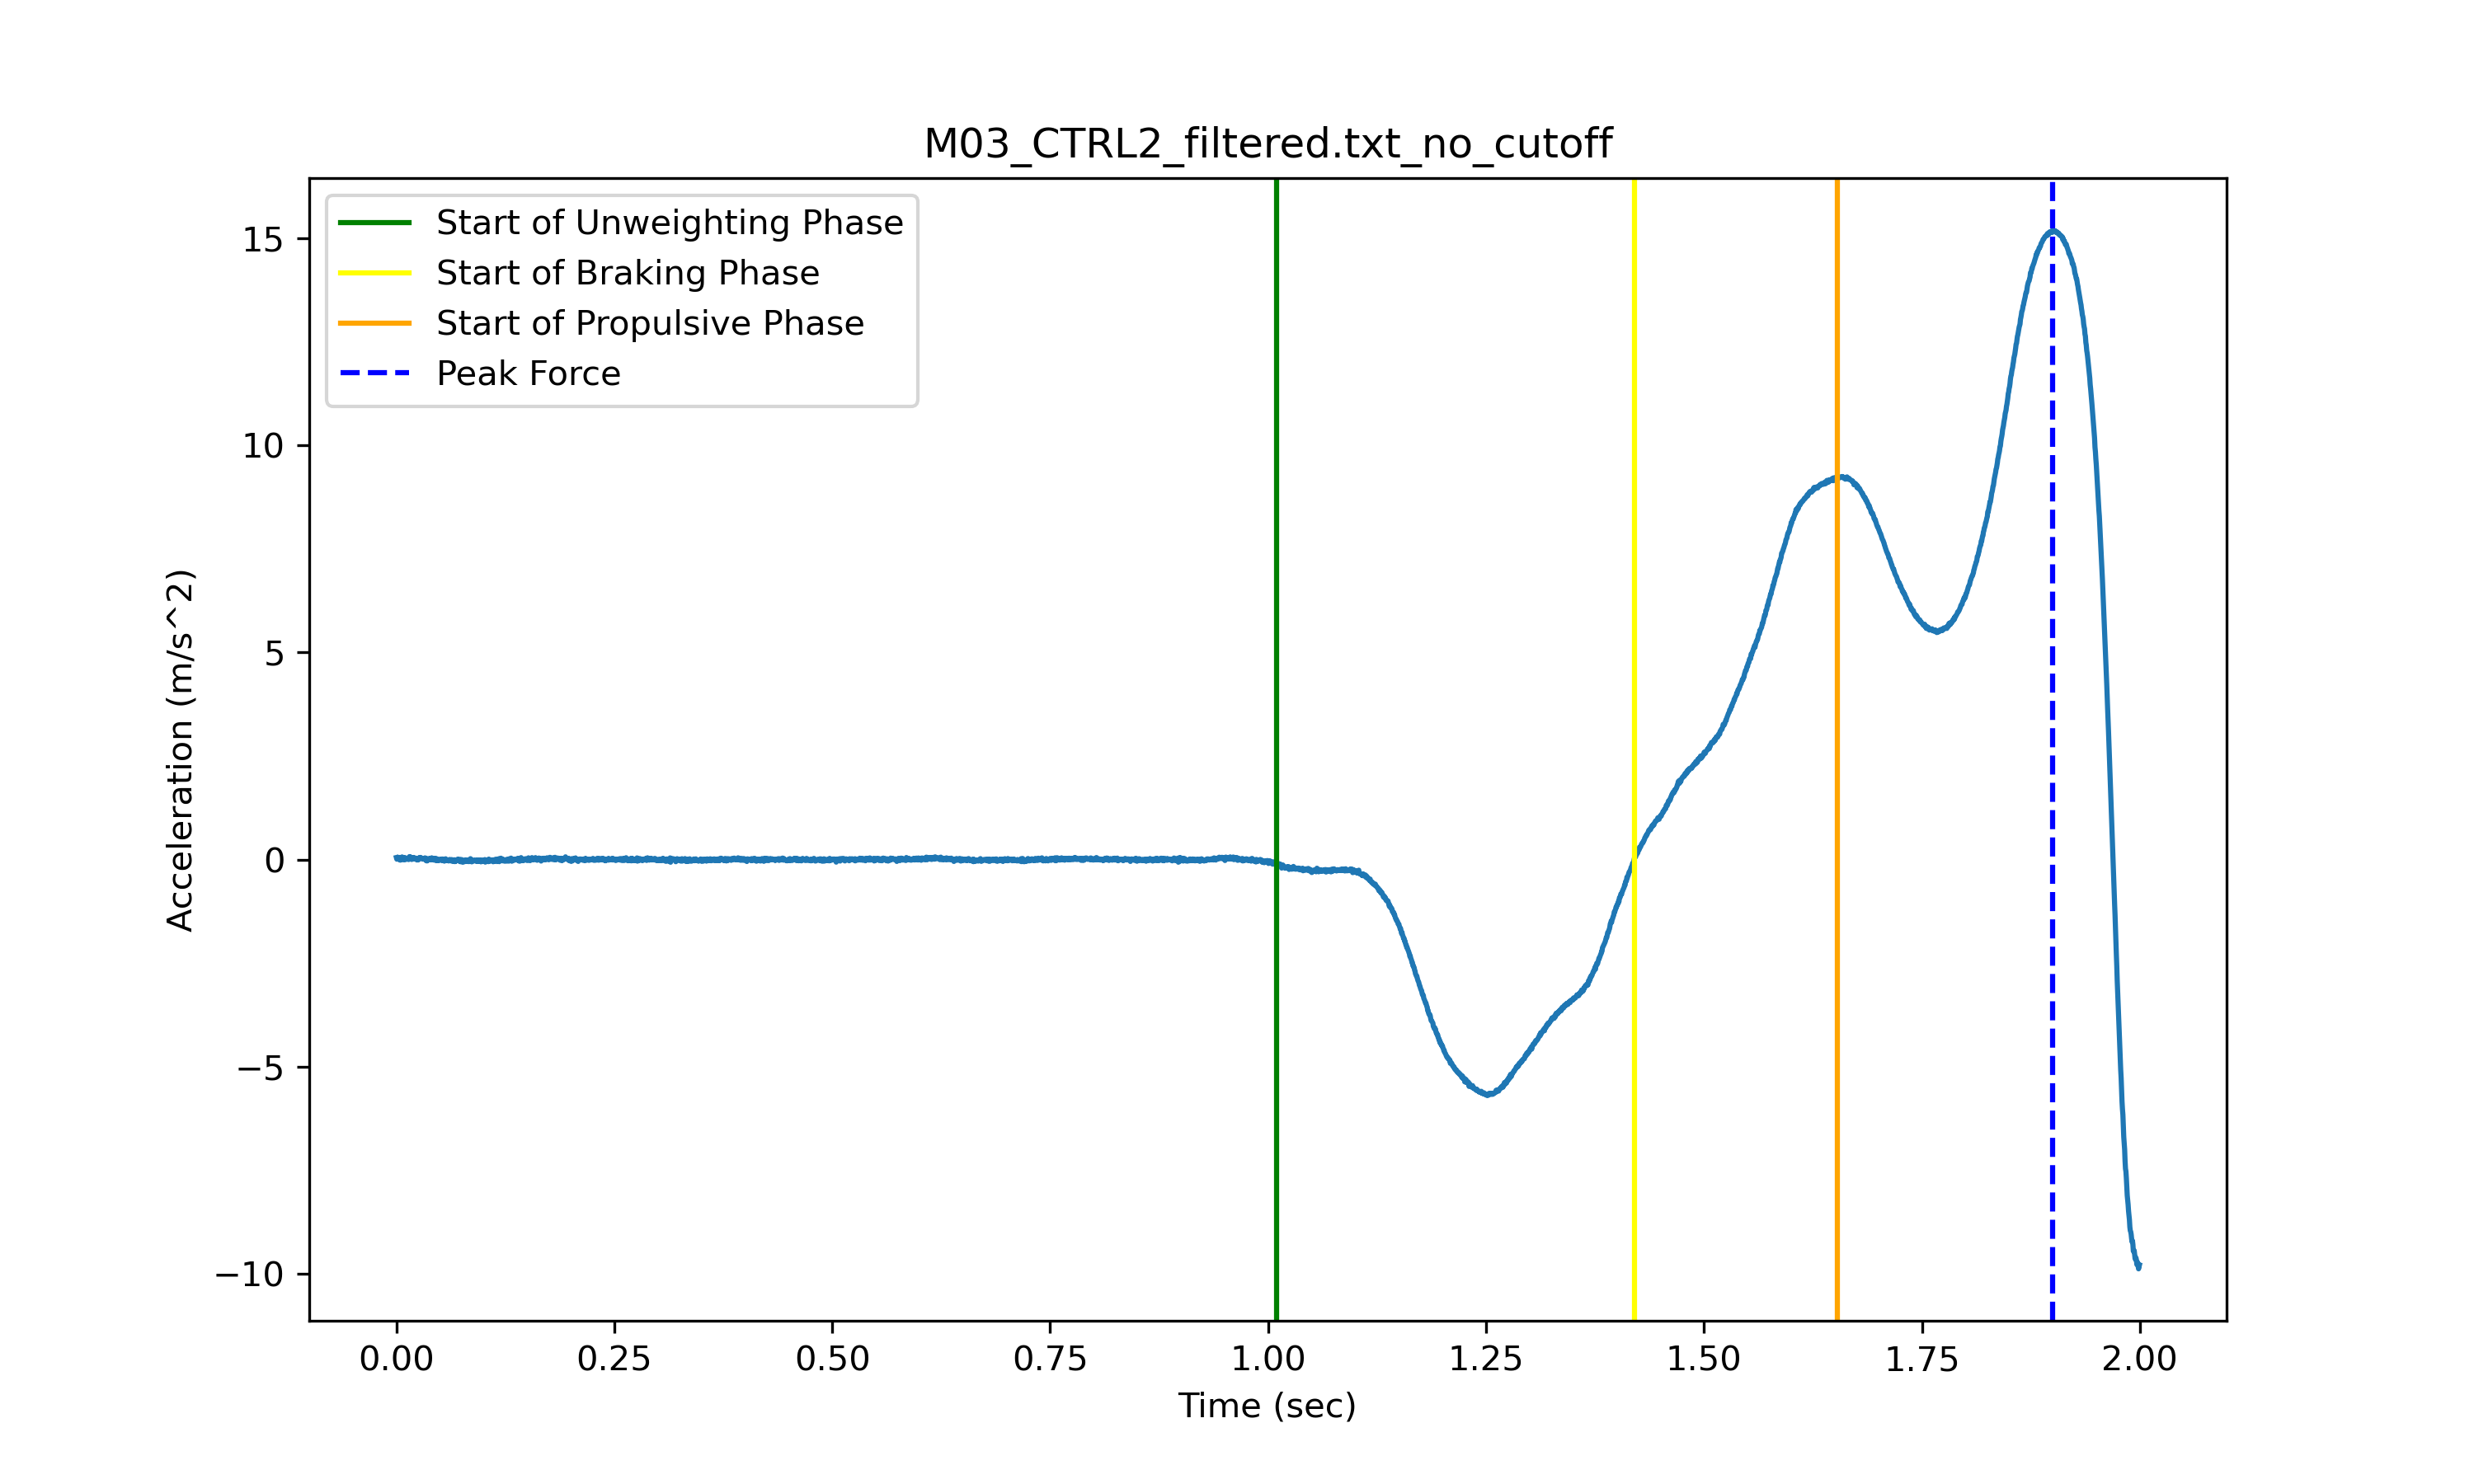 M03_CTRL2_filtered.txt_no_cutoff
Start of Unweighting Phase
Start of Braking Phase
Start of Propulsive Phase
Peak Force
15
10
5
0
−5
−10
Acceleration (m/s^2)
0.00 0.25 0.50 0.75 1.00 1.25 1.50 1.75 2.00
Time (sec)